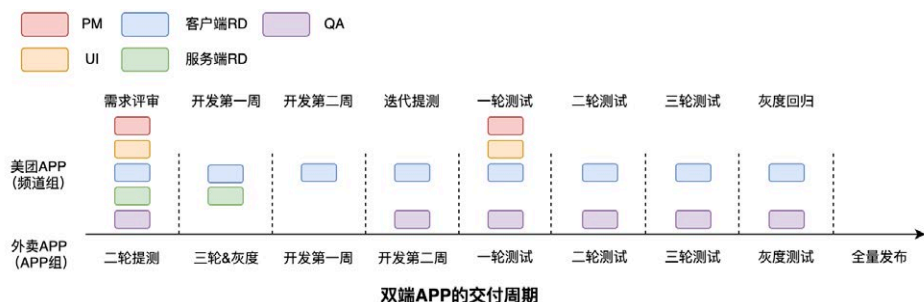 PM 客户端RD QA
UI 服务端RD
需求评审 开发第一周 开发第二周 迭代提测 一轮测试 二轮测试 三轮测试 灰度回归
美团APP
（频道组）
外卖APP
（APP组）
二轮提测 三轮&灰度 开发第一周 开发第二周 一轮测试 二轮测试 三轮测试 灰度测试 全量发布
双端APP的交付周期